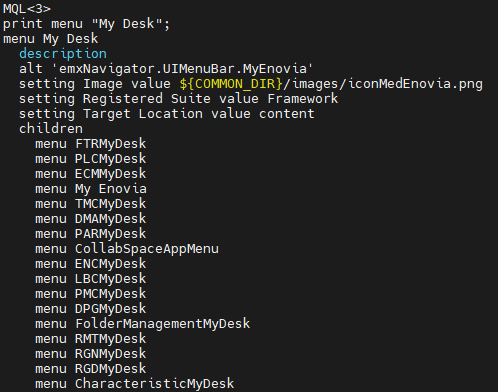 MQL<3>
print menu "My Desk";
menu My Desk
  description
  alt 'emxNavigator.UIMenuBar.MyEnovia'
  setting Image value ${COMMON_DIR}/images/iconMedEnovia.png
  setting Registered Suite value Framework
  setting Target Location value content
  children
    menu FTRMyDesk
    menu PLCMyDesk
    menu ECMMyDesk
    menu My Enovia
    menu TMCMyDesk
    menu DMAMyDesk
    menu PARMyDesk
    menu CollabSpaceAppMenu
    menu ENCMyDesk
    menu LBCMyDesk
    menu PMCMyDesk
    menu DPGMyDesk
    menu FolderManagementMyDesk
    menu RMTMyDesk
    menu RGNMyDesk
    menu RGDMyDesk
    menu CharacteristicMyDesk